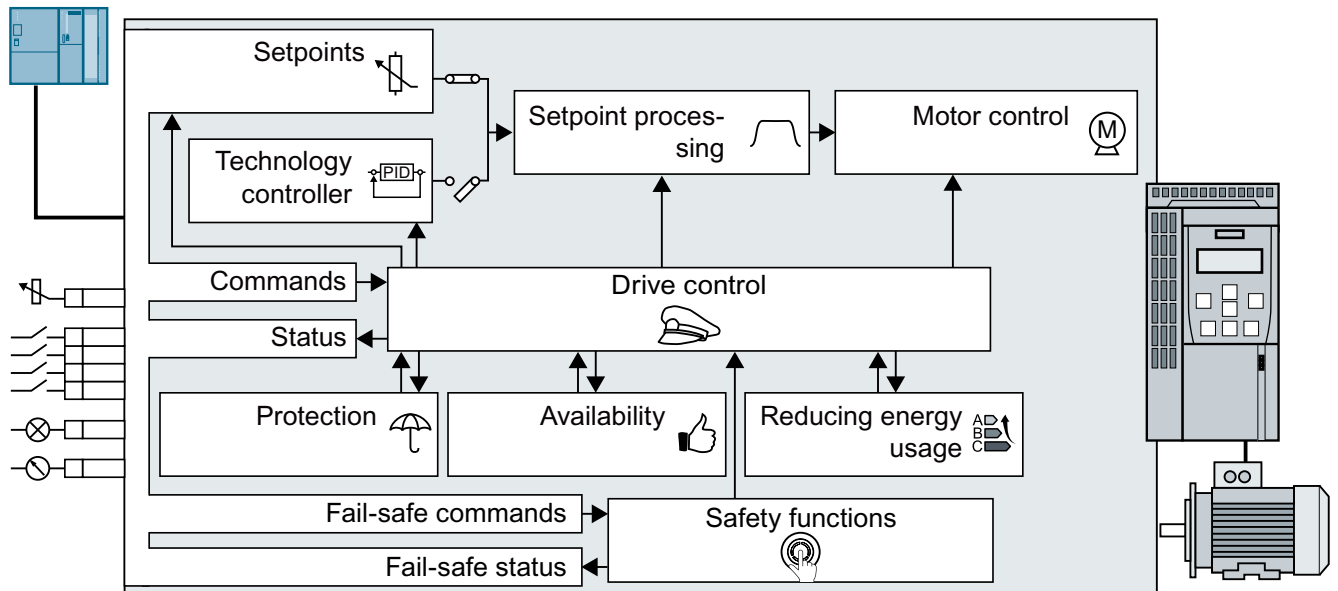 Setpoints
Setpoint proces-
sing
Motor control
M
Technology
controller
PID
Commands
Drive control
Status
Protection
Availability
Reducing energy
usage
A
B
C
Fail-safe commands
Safety functions
Fail-safe status